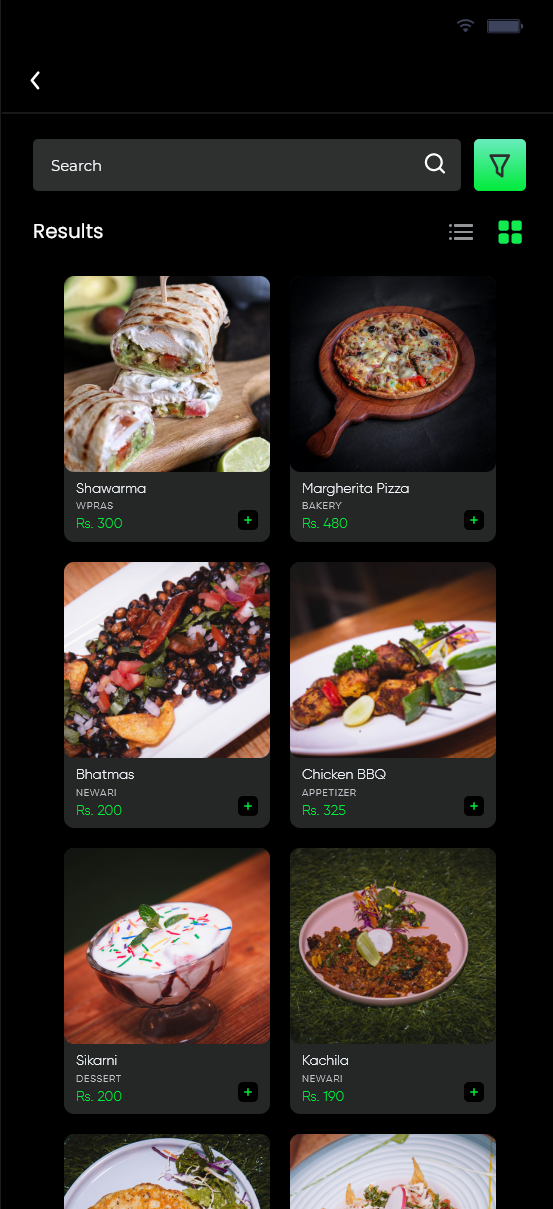 Search
Results
Shawarma
WPRAS
Rs. 300
Margherita Pizza
BAKERY
Rs. 480
Bhatmas
NEWARI
Rs. 200
Chicken BBQ
APPETIZER
Rs. 325
Sikarni
DESSERT
Rs. 200
Kachila
NEWARI
Rs. 190